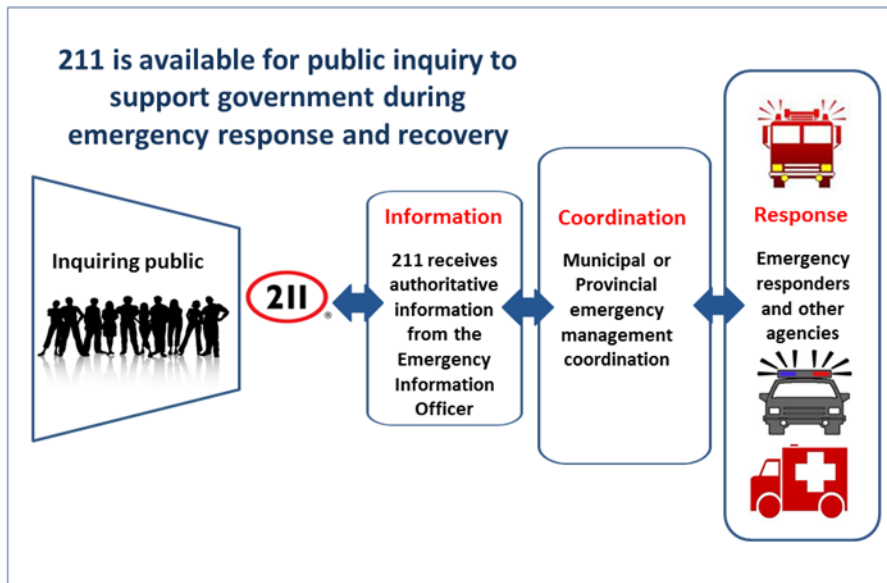 211 is available for public inquiry to
support government during
emergency response and recovery
Inquiring public
211
®
Information
211 receives
authoritative
information
from the
Emergency
Information
Officer
Coordination
Municipal or
Provincial
emergency
management
coordination
Response
Emergency
responders
and other
agencies